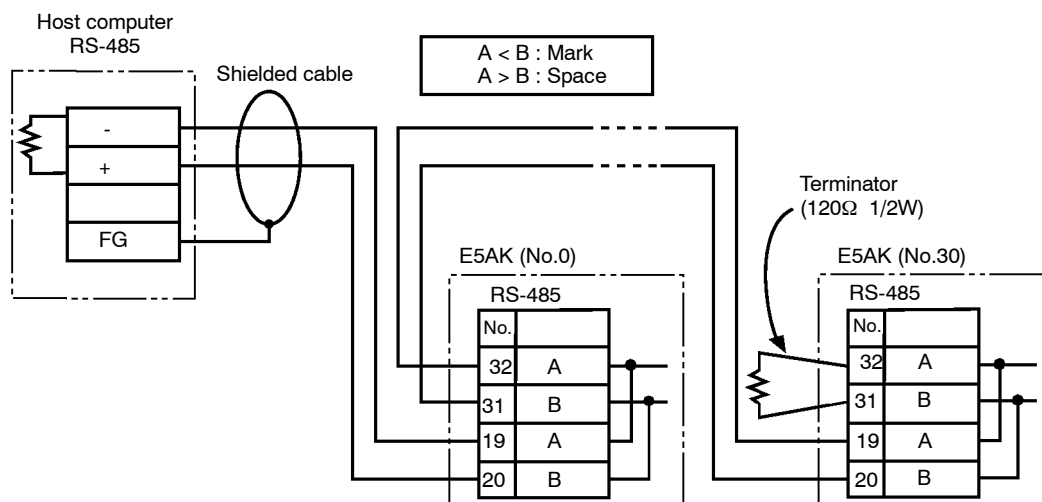 Host computer
RS-485
-
+
FG
Shielded cable
A < B : Mark
A > B : Space
Terminator
(120Ω 1/2W)
E5AK (No.0)
RS-485
No.
32 A
31 B
19 A
20 B
E5AK (No.30)
RS-485
No.
32 A
31 B
19 A
20 B